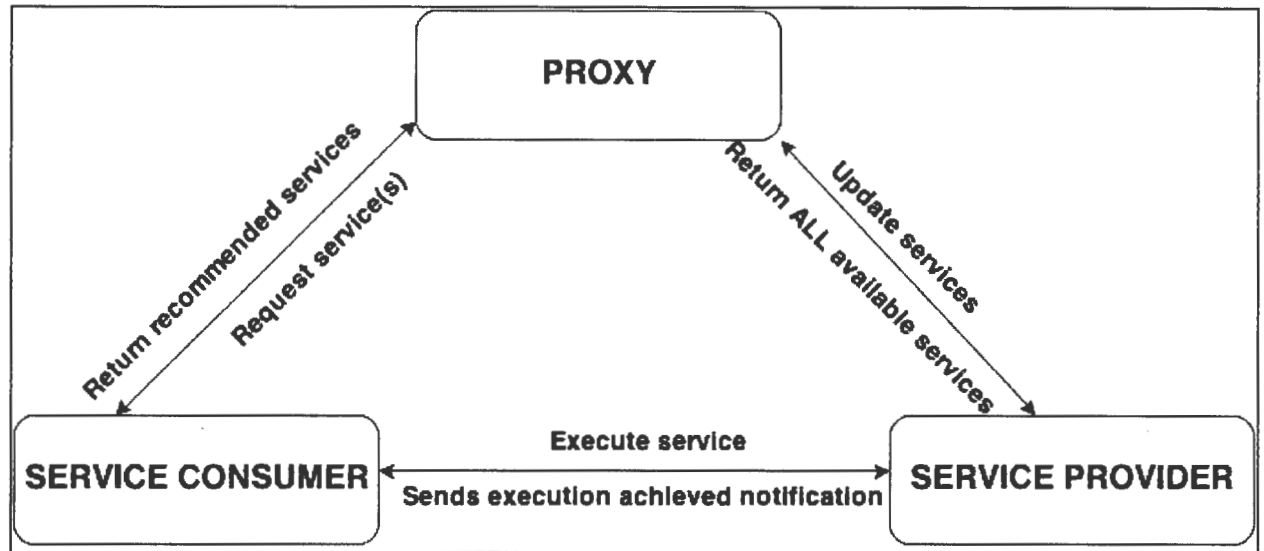 PROXY
Return recommended services
Request service(s)
Update services
Return ALL available services
SERVICE CONSUMER
Execute service
Sends execution achieved notification
SERVICE PROVIDER